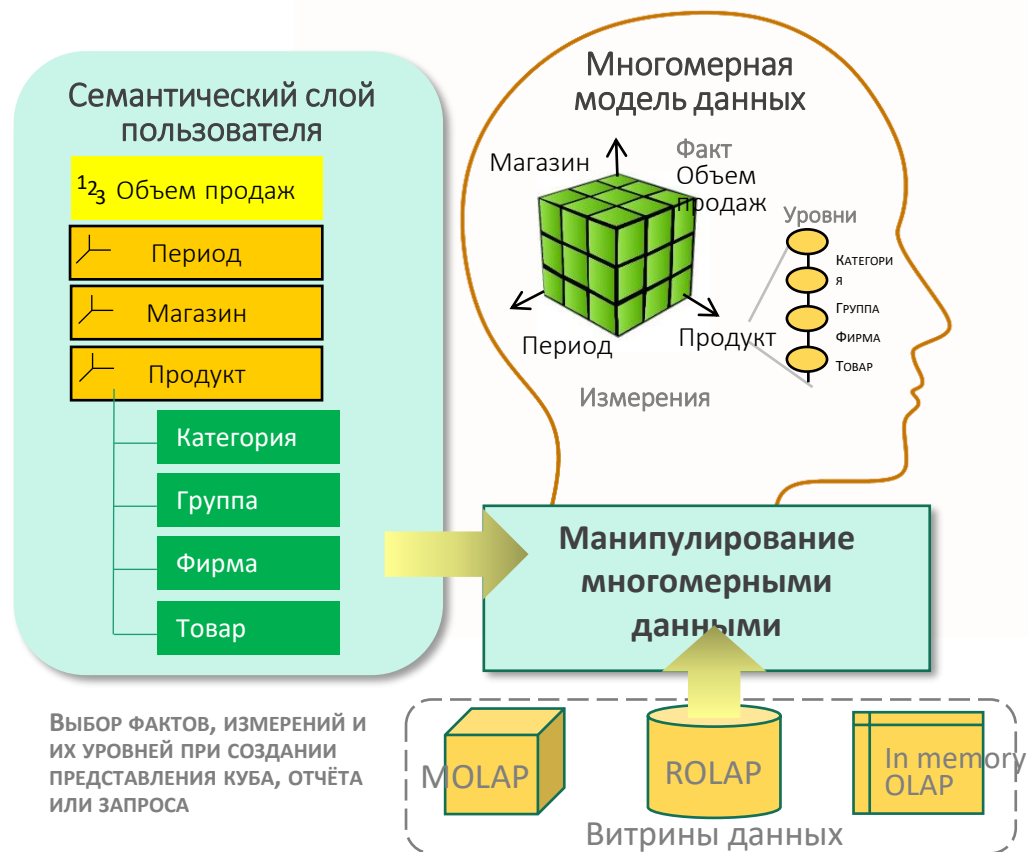 Семантический слой
пользователя
123 Объем продаж
Период
Магазин
Продукт
Категория
Группа
Фирма
Товар
Многомерная
модель данных
Магазин
Факт
Объем
продаж
Период
Продукт
Измерения
Уровни
КАТЕГОРИ
Я
ГРУППА
ФИРМА
ТОВАР
Манипулирование
многомерными
данными
ВЫБОР ФАКТОВ, ИЗМЕРЕНИЙ И
ИХ УРОВНЕЙ ПРИ СОЗДАНИИ
ПРЕДСТАВЛЕНИЯ КУБА, ОТЧЁТА
ИЛИ ЗАПРОСА
MOLAP
ROLAP
In memory
OLAP
Витрины данных